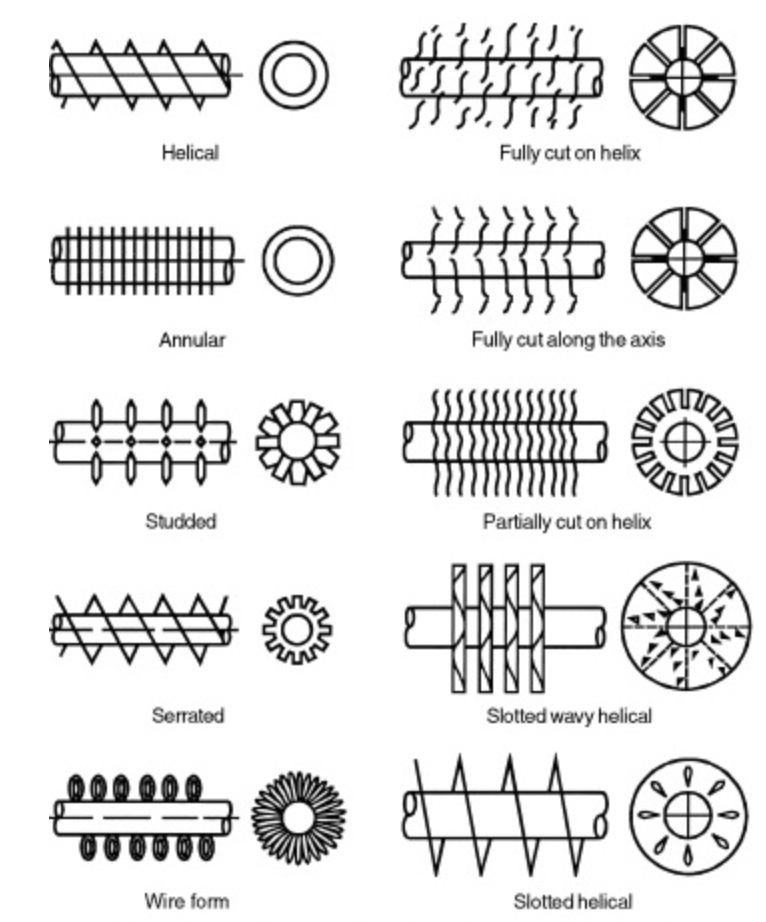 Helical
Fully cut on helix
Annular
Fully cut along the axis
Studded
Partially cut on helix
Serrated
Slotted wavy helical
Wire form
Slotted helical